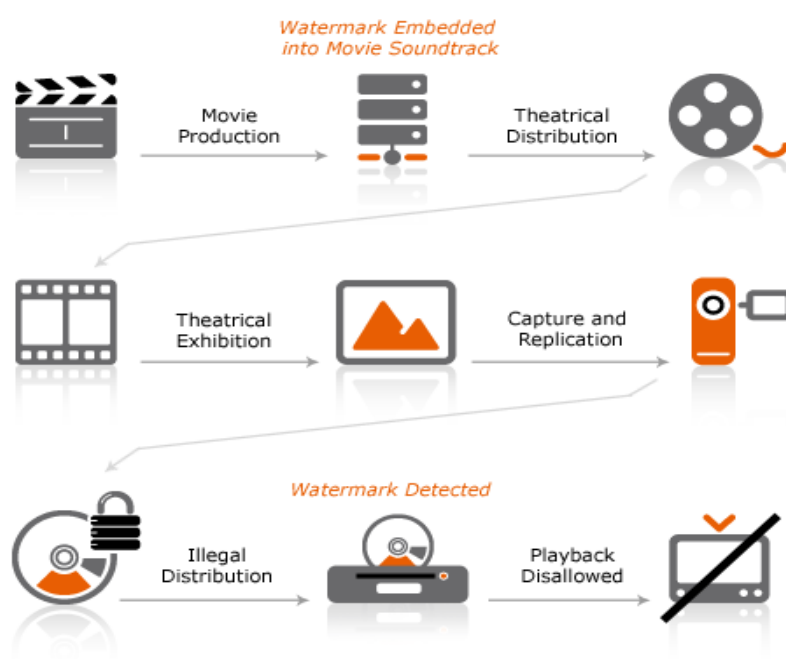 Watermark Embedded
into Movie Soundtrack
Movie
Production
Theatrical
Distribution
Theatrical
Exhibition
Capture and
Replication
Watermark Detected
Illegal
Distribution
Playback
Disallowed